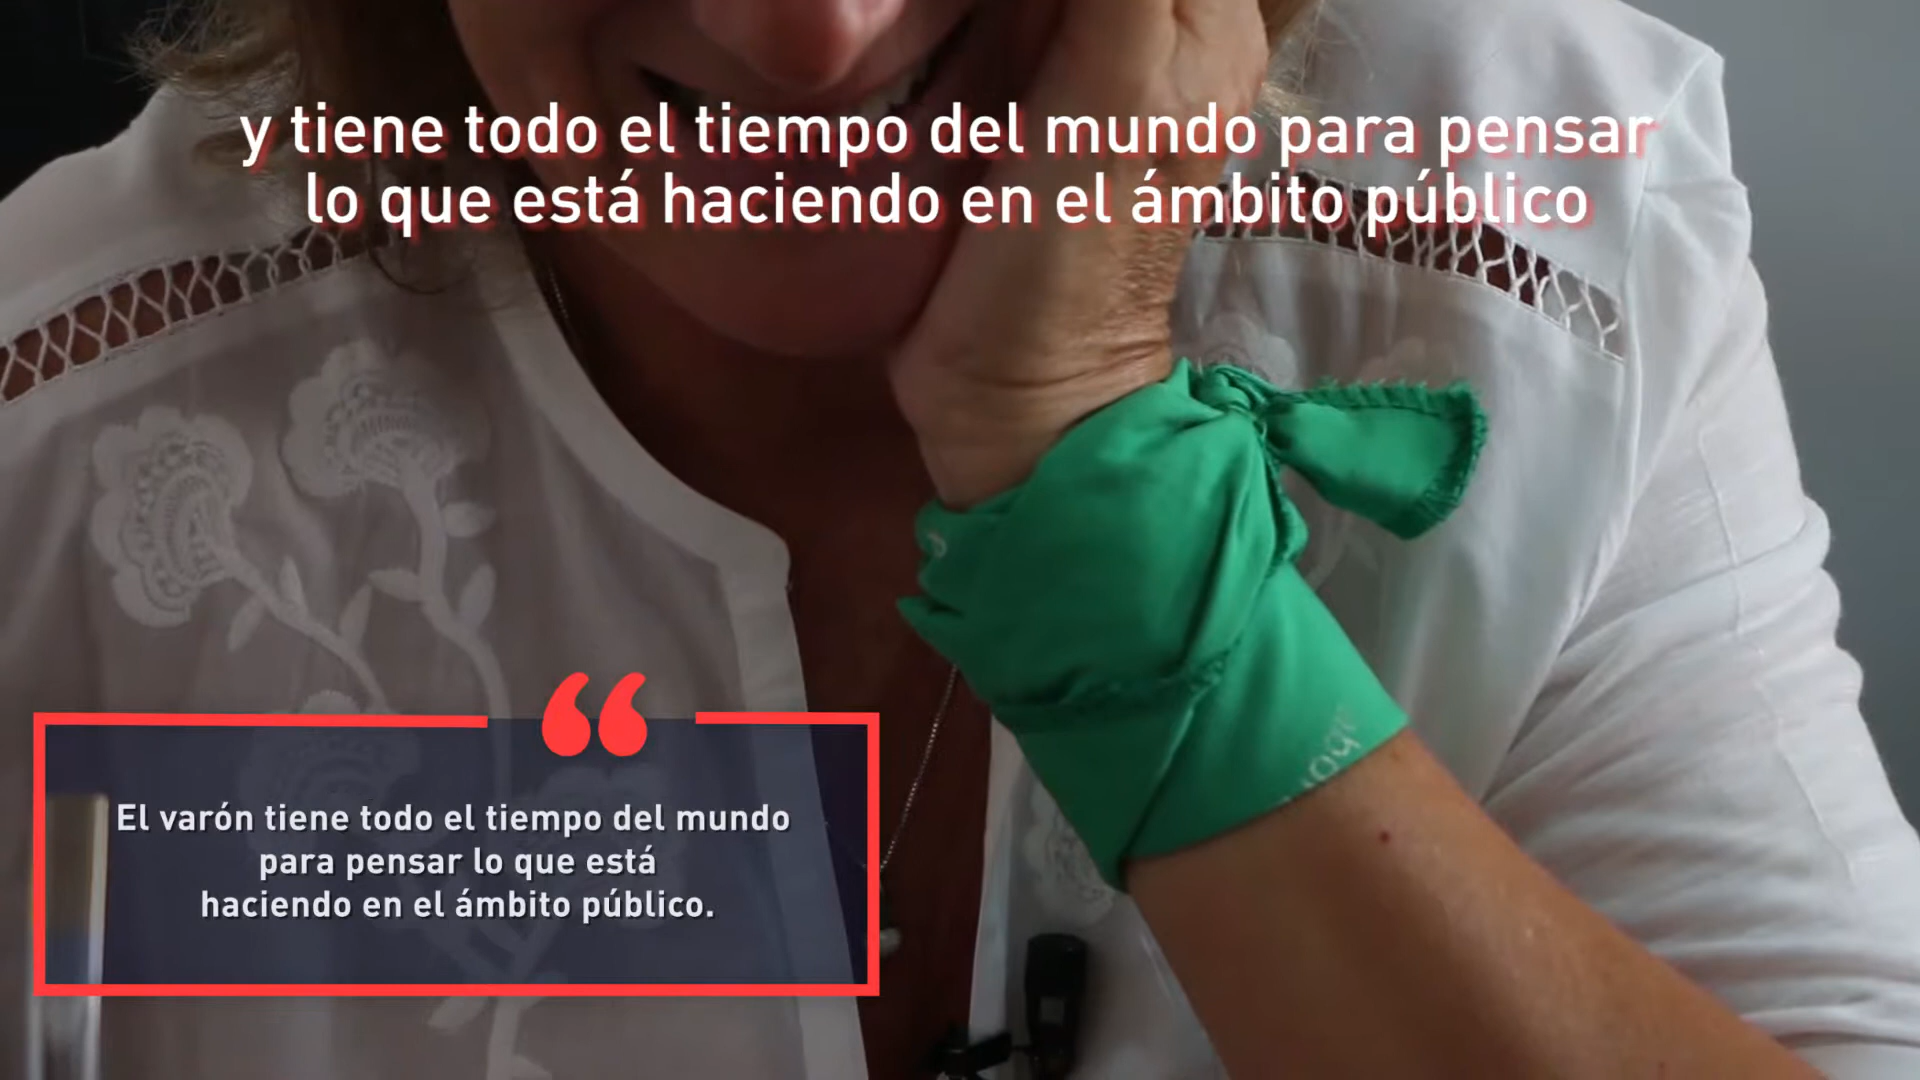 y tiene todo el tiempo del mundo para pensar
lo que está haciendo en el ámbito público
“
El varón tiene todo el tiempo del mundo
para pensar lo que está
haciendo en el ámbito público.